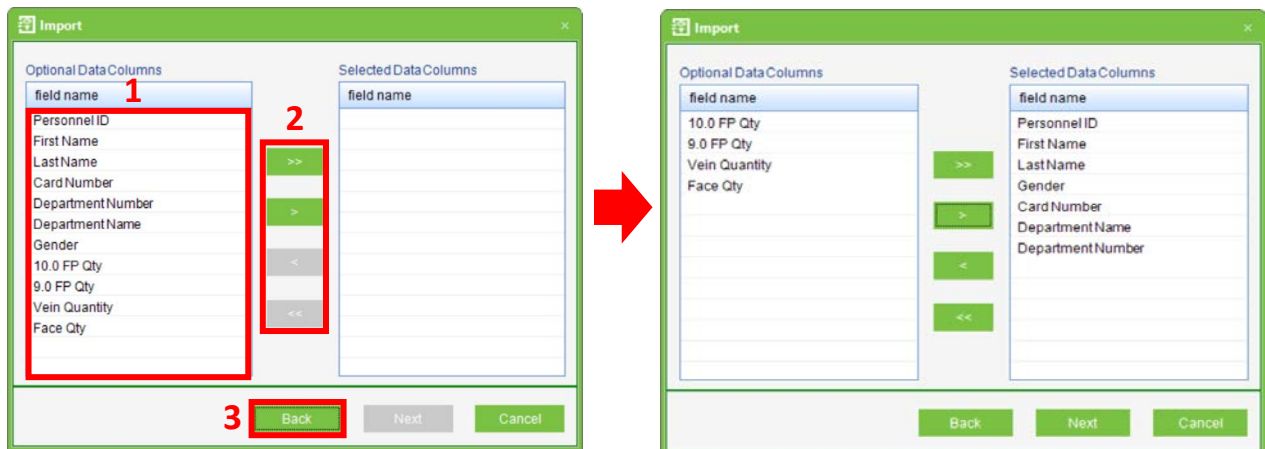 Import
×
Optional Data Columns
Selected Data Columns
field name
1
field name
Personnel ID
First Name
Last Name
Card Number
Department Number
Department Name
Gender
10.0 FP Qty
9.0 FP Qty
Vein Quantity
Face Qty
2
>>
>
<
<<
3
Back
Next
Cancel
Import
×
Optional Data Columns
Selected Data Columns
field name
field name
10.0 FP Qty
9.0 FP Qty
Vein Quantity
Face Qty
>>
>
<
<<
Personnel ID
First Name
Last Name
Gender
Card Number
Department Name
Department Number
Back
Next
Cancel